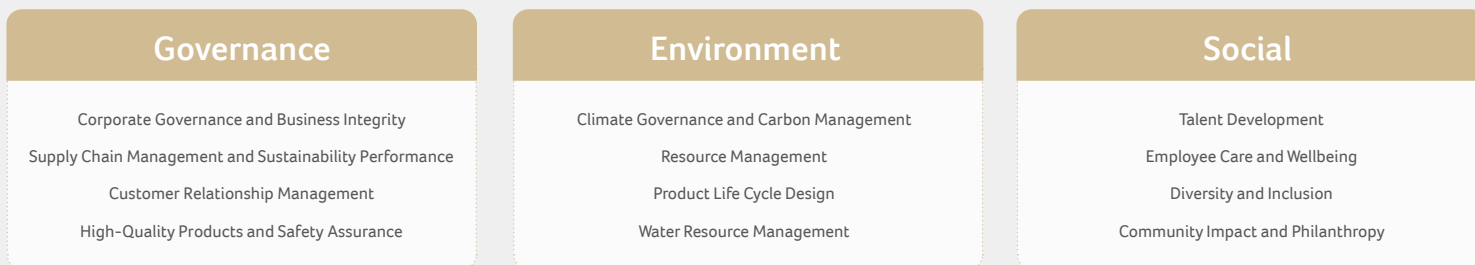 Governance
Corporate Governance and Business Integrity
Supply Chain Management and Sustainability Performance
Customer Relationship Management
High-Quality Products and Safety Assurance
Environment
Climate Governance and Carbon Management
Resource Management
Product Life Cycle Design
Water Resource Management
Social
Talent Development
Employee Care and Wellbeing
Diversity and Inclusion
Community Impact and Philanthropy